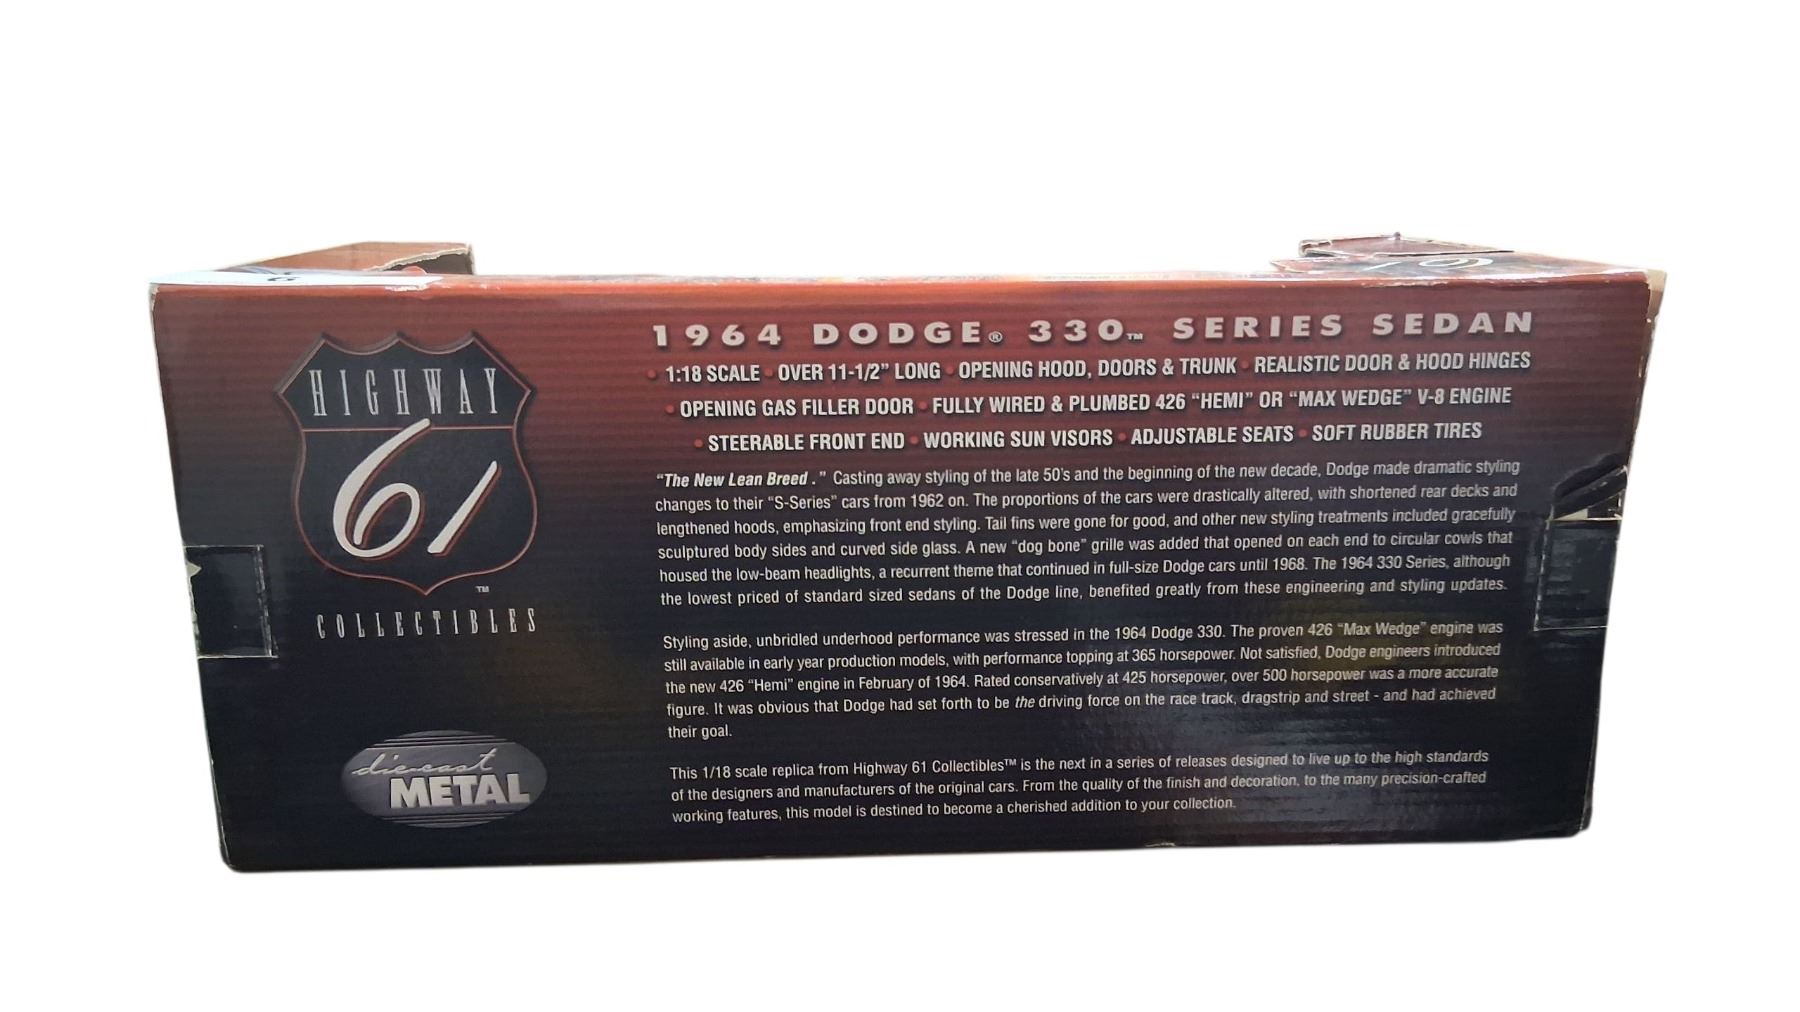 HIGHWAY
61
™
COLLECTIBLES
die-cast
METAL
1964 DODGE® 330™ SERIES SEDAN
• 1:18 SCALE • OVER 11-1/2” LONG • OPENING HOOD, DOORS & TRUNK • REALISTIC DOOR & HOOD HINGES
• OPENING GAS FILLER DOOR • FULLY WIRED & PLUMBED 426 “HEMI” OR “MAX WEDGE” V-8 ENGINE
• STEERABLE FRONT END • WORKING SUN VISORS • ADJUSTABLE SEATS • SOFT RUBBER TIRES
“The New Lean Breed . ” Casting away styling of the late 50's and the beginning of the new decade, Dodge made dramatic styling
changes to their “S-Series” cars from 1962 on. The proportions of the cars were drastically altered, with shortened rear decks and
lengthened hoods, emphasizing front end styling. Tail fins were gone for good, and other new styling treatments included gracefully
sculptured body sides and curved side glass. A new “dog bone” grille was added that opened on each end to circular cowls that
housed the low-beam headlights, a recurrent theme that continued in full-size Dodge cars until 1968. The 1964 330 Series, although
the lowest priced of standard sized sedans of the Dodge line, benefited greatly from these engineering and styling updates.
Styling aside, unbridled underhood performance was stressed in the 1964 Dodge 330. The proven 426 “Max Wedge” engine was
still available in early year production models, with performance topping at 365 horsepower. Not satisfied, Dodge engineers introduced
the new 426 “Hemi” engine in February of 1964. Rated conservatively at 425 horsepower, over 500 horsepower was a more accurate
figure. It was obvious that Dodge had set forth to be the driving force on the race track, dragstrip and street - and had achieved
their goal.
This 1/18 scale replica from Highway 61 Collectibles™ is the next in a series of releases designed to live up to the high standards
of the designers and manufacturers of the original cars. From the quality of the finish and decoration, to the many precision-crafted
working features, this model is destined to become a cherished addition to your collection.